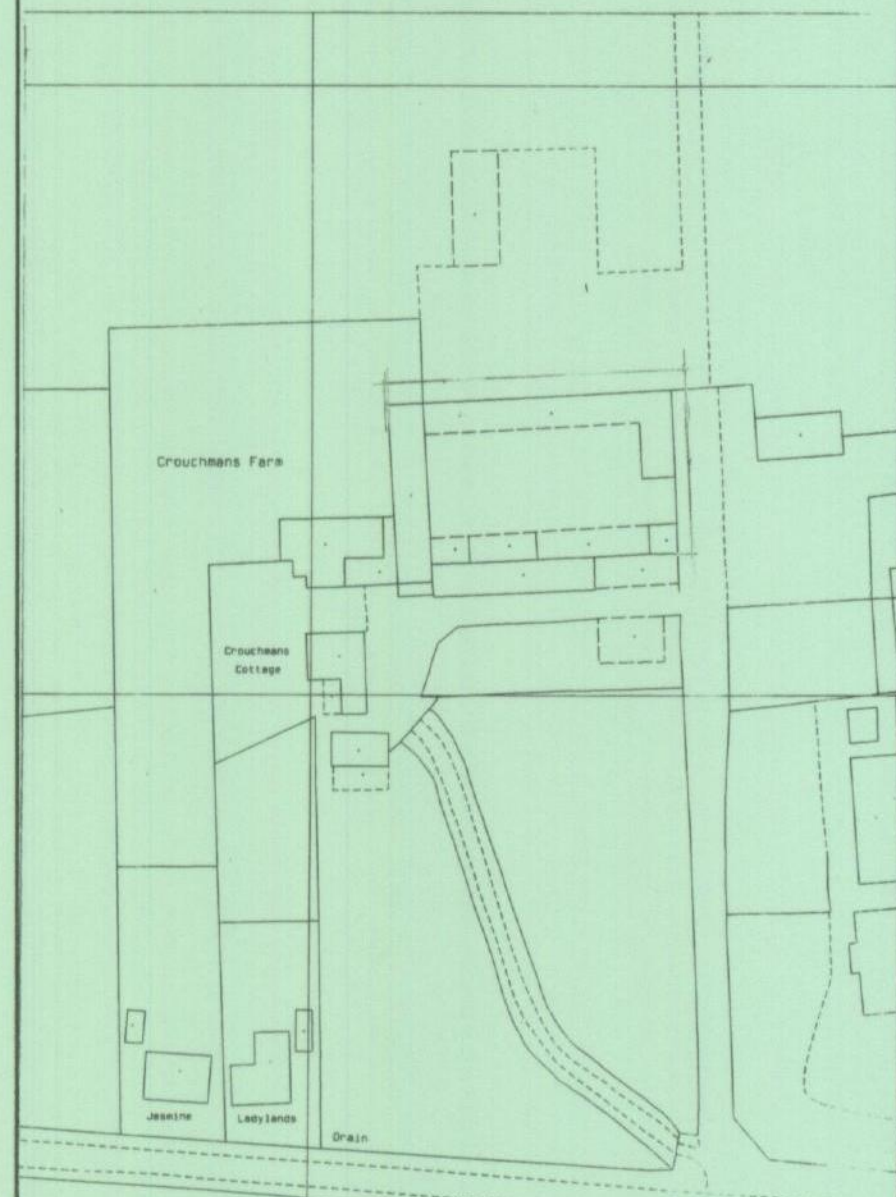 Crouchmans Farm
Crouchmans
Cottage
Jasmine
Ladylands
Drain